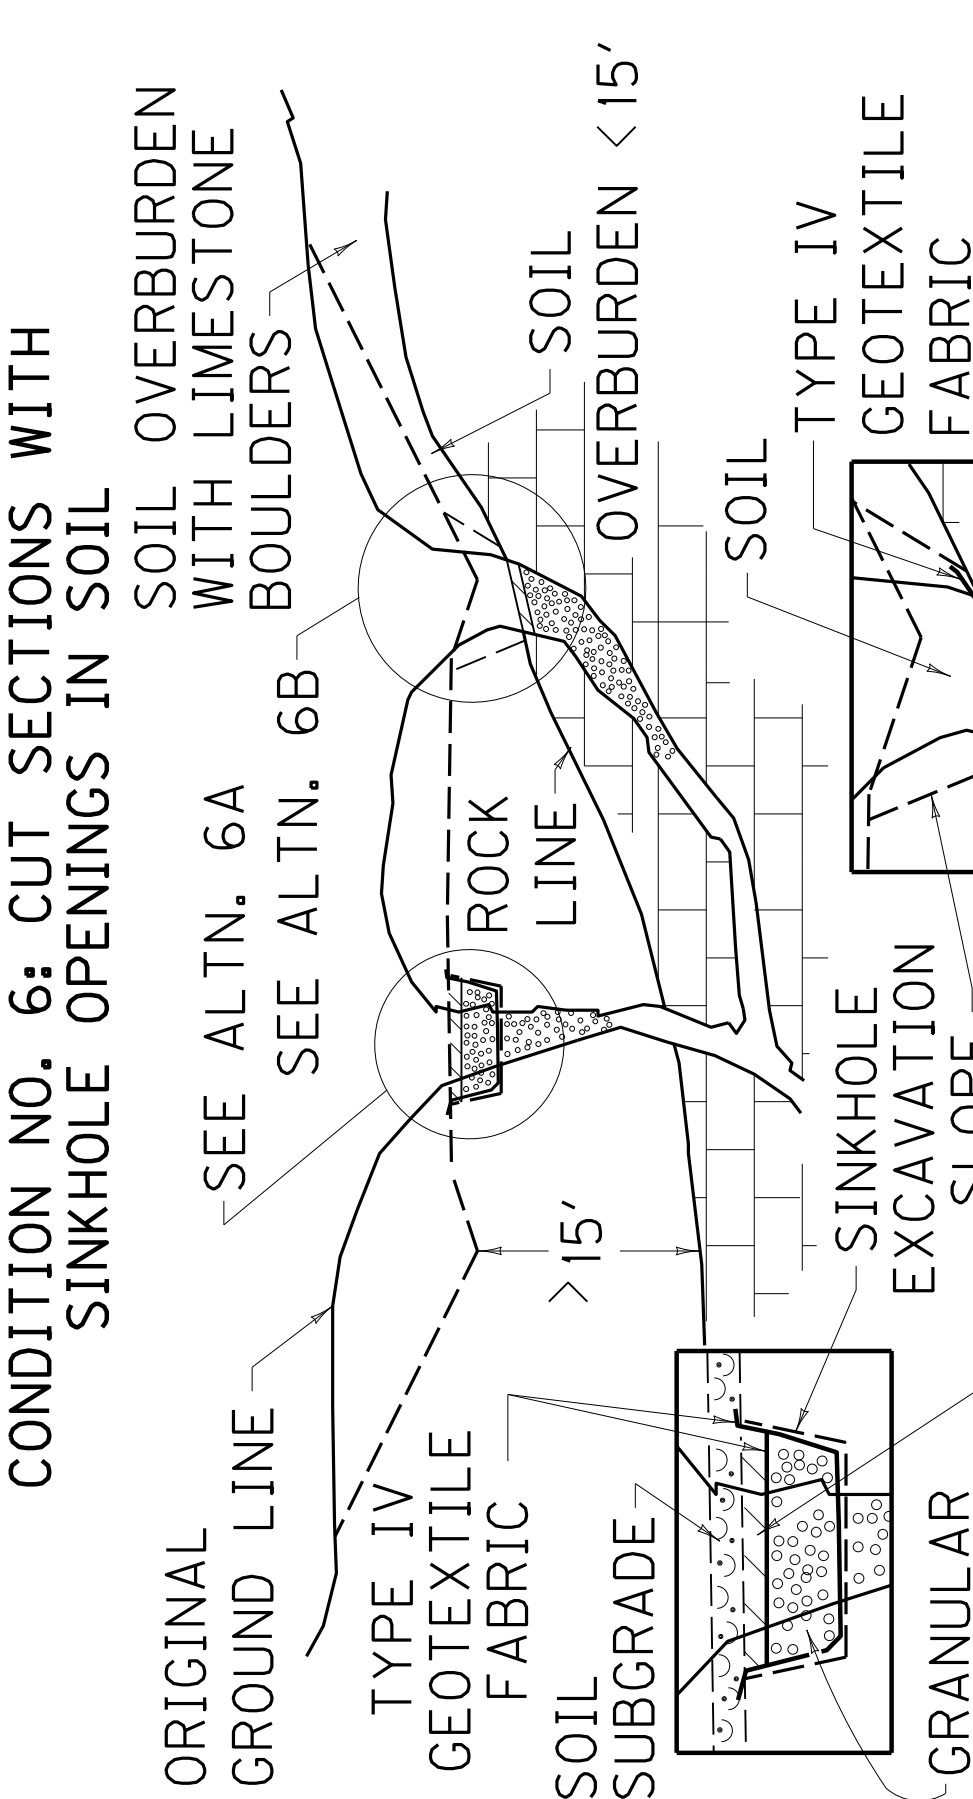 CONDITION NO. 6: CUT SECTIONS WITH
SINKHOLE OPENINGS IN SOIL
SOIL OVERBURDEN
WITH LIMESTONE
BOULDERS
SEE ALTN. 6A
SEE ALTN. 6B
ORIGINAL
GROUND LINE
TYPE IV
GEOTEXTILE
FABRIC
ROCK
LINE
>15'
SOIL
OVERBURDEN <15'
SOIL
SUBGRADE
SOIL
TYPE IV
GEOTEXTILE
FABRIC
SINKHOLE
EXCAVATION
SLOPE
GRANULAR